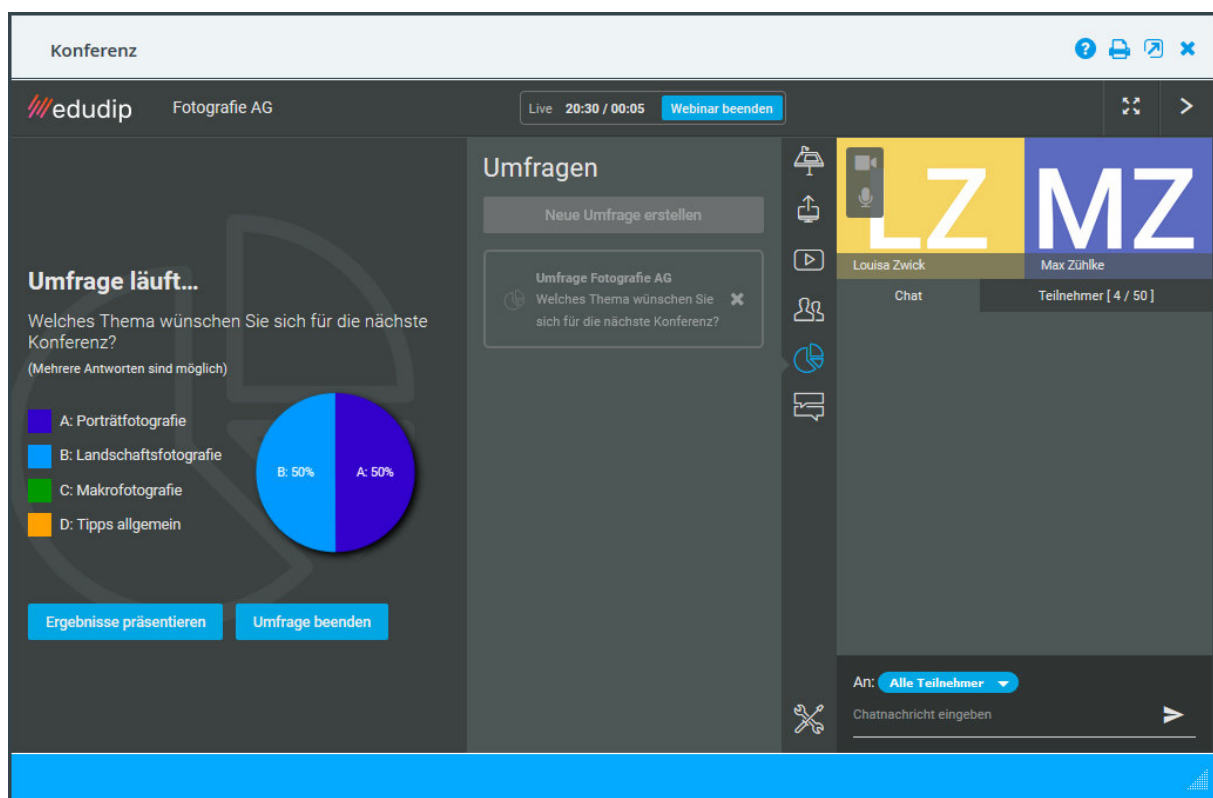 Konferenz
edudip
Fotografie AG
Live 20:30 / 00:05 Webinar beenden
Umfrage läuft...
Welches Thema wünschen Sie sich für die nächste
Konferenz?
(Mehrere Antworten sind möglich)
A: Porträtfotografie
B: Landschaftsfotografie
C: Makrofotografie
D: Tipps allgemein
B: 50%
A: 50%
Ergebnisse präsentieren
Umfrage beenden
Umfragen
Neue Umfrage erstellen
Umfrage Fotografie AG
Welches Thema wünschen Sie
sich für die nächste Konferenz?
LZ
Louisa Zwick
MZ
Max Zühlke
Chat
Teilnehmer [ 4 / 50 ]
An: Alle Teilnehmer
Chatnachricht eingeben